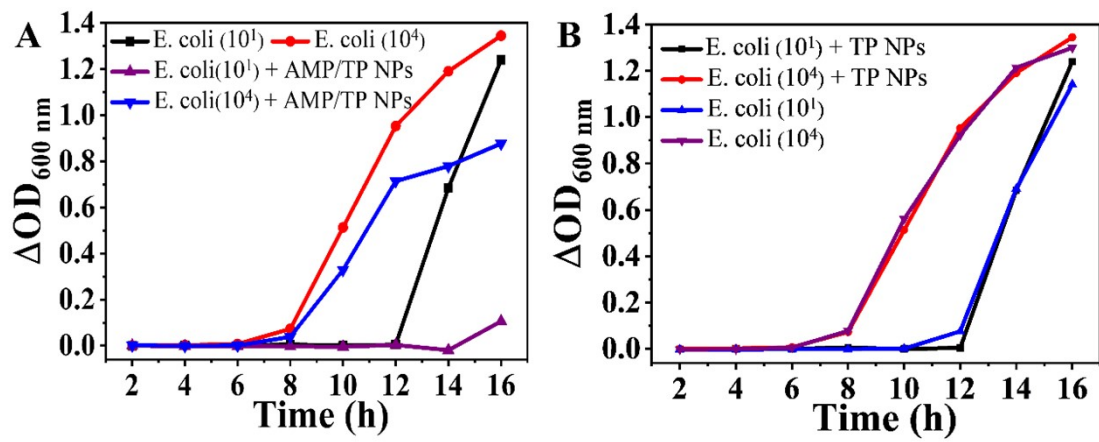 A
E. coli (10¹) E. coli (10⁴)
E. coli(10¹) + AMP/TP NPs
E. coli(10⁴) + AMP/TP NPs
1.4
1.2
1.0
0.8
0.6
0.4
0.2
0.0
ΔOD600 nm
2 4 6 8 10 12 14 16
Time (h)
B
E. coli (10¹) + TP NPs
E. coli (10⁴) + TP NPs
E. coli (10¹)
E. coli (10⁴)
1.4
1.2
1.0
0.8
0.6
0.4
0.2
0.0
ΔOD600 nm
2 4 6 8 10 12 14 16
Time (h)